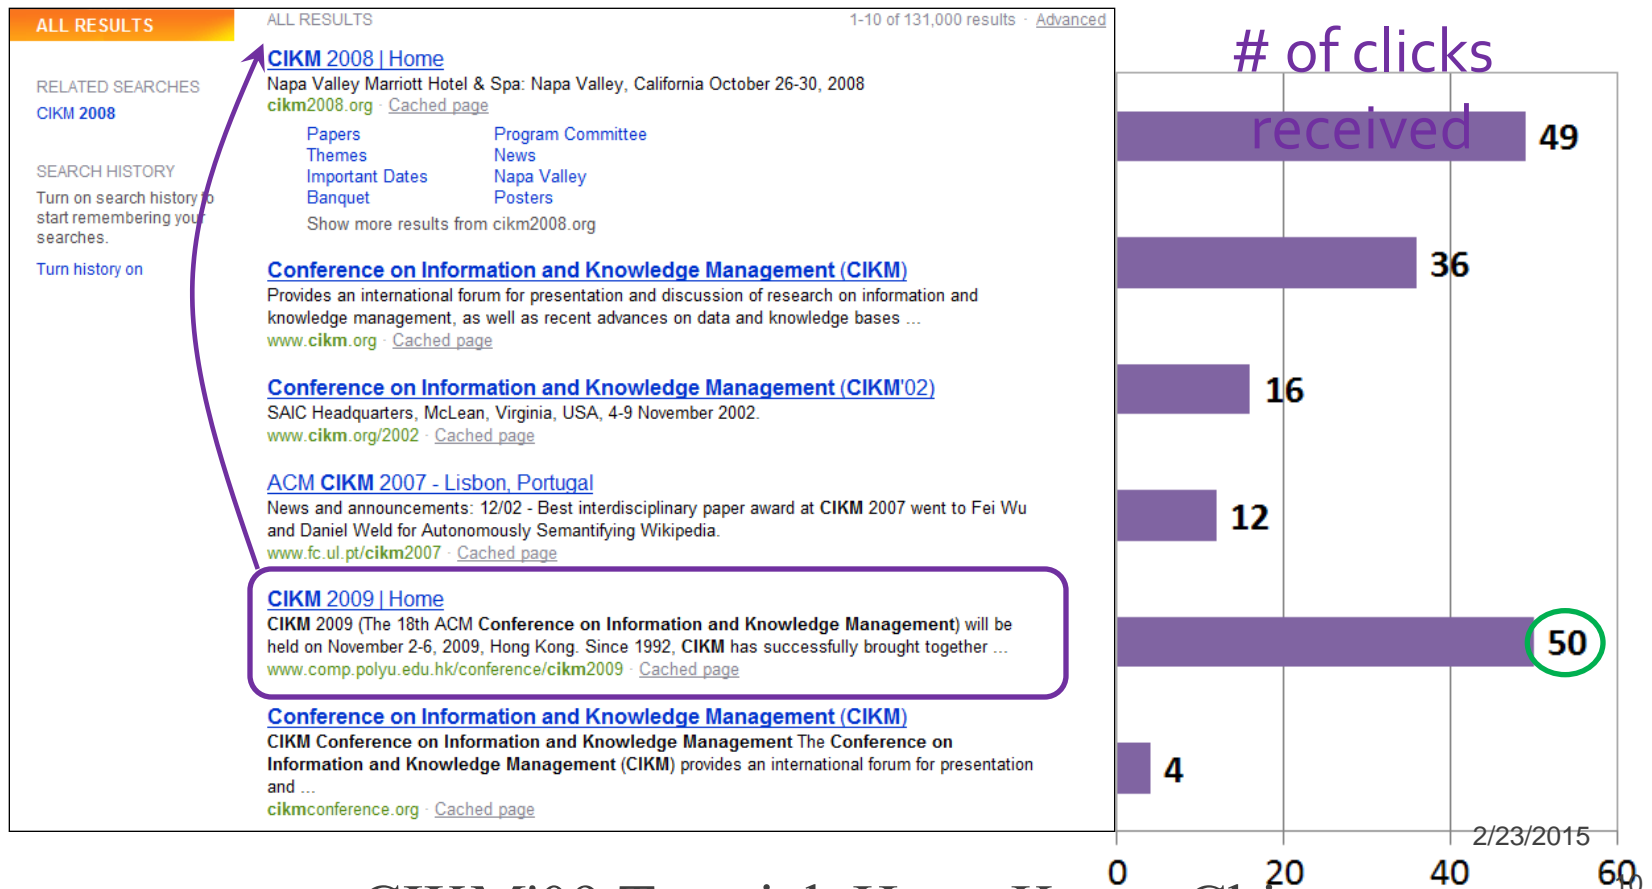 ALL RESULTS
RELATED SEARCHES
CIKM 2008
SEARCH HISTORY
Turn on search history to
start remembering your
searches.
Turn history on
ALL RESULTS
1-10 of 131,000 results · Advanced
CIKM 2008 | Home
Napa Valley Marriott Hotel & Spa: Napa Valley, California October 26-30, 2008
cikm2008.org · Cached page
Papers Program Committee
Themes News
Important Dates Napa Valley
Banquet Posters
Show more results from cikm2008.org
Conference on Information and Knowledge Management (CIKM)
Provides an international forum for presentation and discussion of research on information and
knowledge management, as well as recent advances on data and knowledge bases ...
www.cikm.org · Cached page
Conference on Information and Knowledge Management (CIKM'02)
SAIC Headquarters, McLean, Virginia, USA, 4-9 November 2002.
www.cikm.org/2002 · Cached page
ACM CIKM 2007 - Lisbon, Portugal
News and announcements: 12/02 - Best interdisciplinary paper award at CIKM 2007 went to Fei Wu
and Daniel Weld for Autonomously Semantifying Wikipedia.
www.fc.ul.pt/cikm2007 · Cached page
CIKM 2009 | Home
CIKM 2009 (The 18th ACM Conference on Information and Knowledge Management) will be
held on November 2-6, 2009, Hong Kong. Since 1992, CIKM has successfully brought together ...
www.comp.polyu.edu.hk/conference/cikm2009 · Cached page
Conference on Information and Knowledge Management (CIKM)
CIKM Conference on Information and Knowledge Management The Conference on
Information and Knowledge Management (CIKM) provides an international forum for presentation
and ...
cikmconference.org · Cached page
# of clicks
received
49
36
16
12
50
4
2/23/2015
0 20 40 60
10